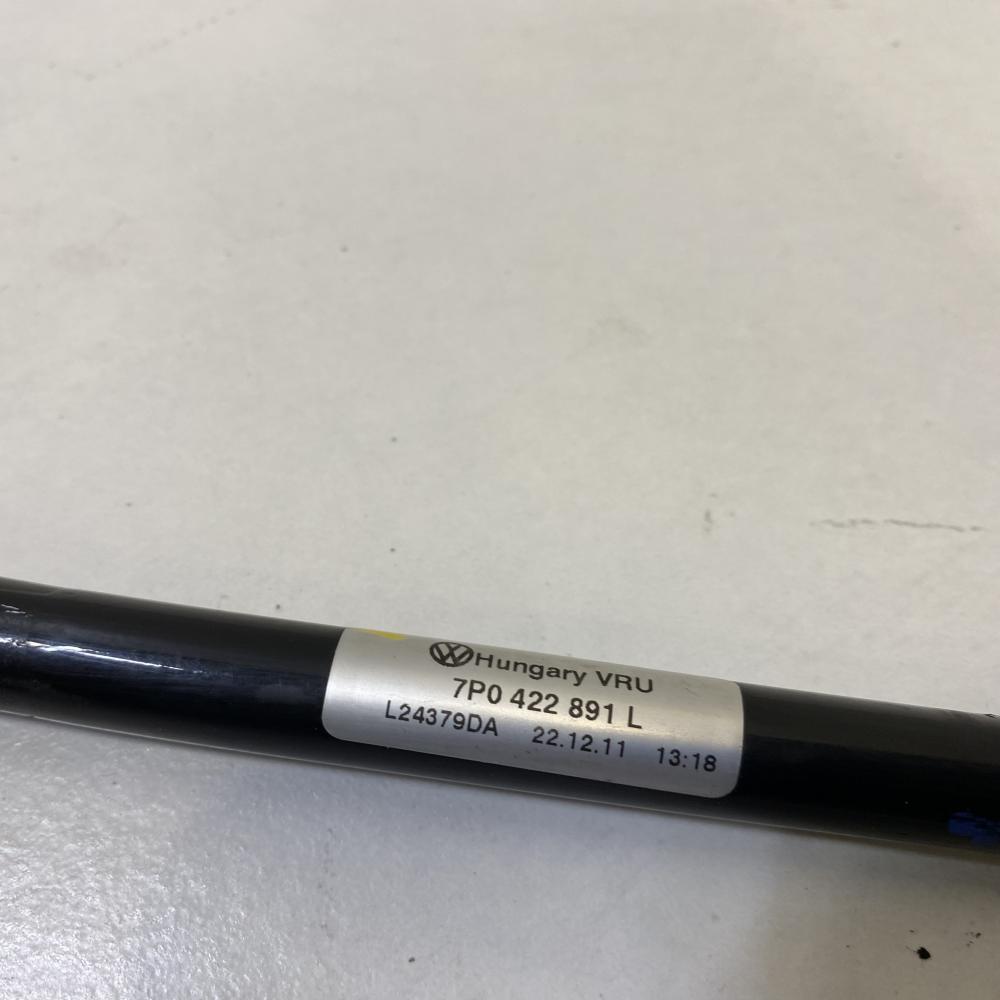 Hungary VRU
7P0 422 891 L
L24379DA 22.12.11 13:18